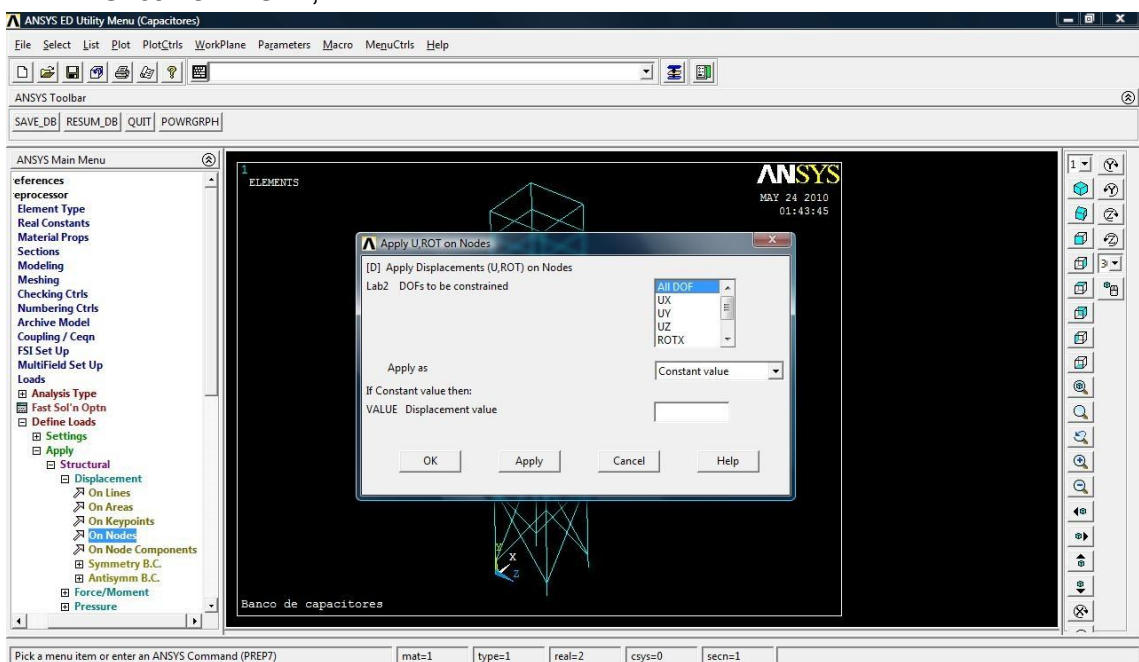 ANSYS ED Utility Menu (Capacitores)
File Select List Plot PlotCtrls WorkPlane Parameters Macro MenuCtrls Help
ANSYS Toolbar
SAVE_DB RESUM_DB QUIT POWRGRPH
ANSYS Main Menu
eferences
eprocessor
Element Type
Real Constants
Material Props
Sections
Modeling
Meshing
Checking Ctrls
Numbering Ctrls
Archive Model
Coupling / Ceqn
FSI Set Up
MultiField Set Up
Loads
Analysis Type
Fast Sol'n Optn
Define Loads
Settings
Apply
Structural
Displacement
On Lines
On Areas
On Keypoints
On Nodes
On Node Components
Symmetry B.C.
Antisymm B.C.
Force/Moment
Pressure
1
ELEMENTS
ANSYS
MAY 24 2010
01:43:45
Apply U,ROT on Nodes
[D] Apply Displacements (U,ROT) on Nodes
Lab2 DOFs to be constrained
All DOF
UX
UY
UZ
ROTX
Apply as
Constant value
If Constant value then:
VALUE Displacement value
OK Apply Cancel Help
Y
X
Z
Banco de capacitores
1
3
Pick a menu item or enter an ANSYS Command (PREP7) mat=1 type=1 real=2 csys=0 secn=1